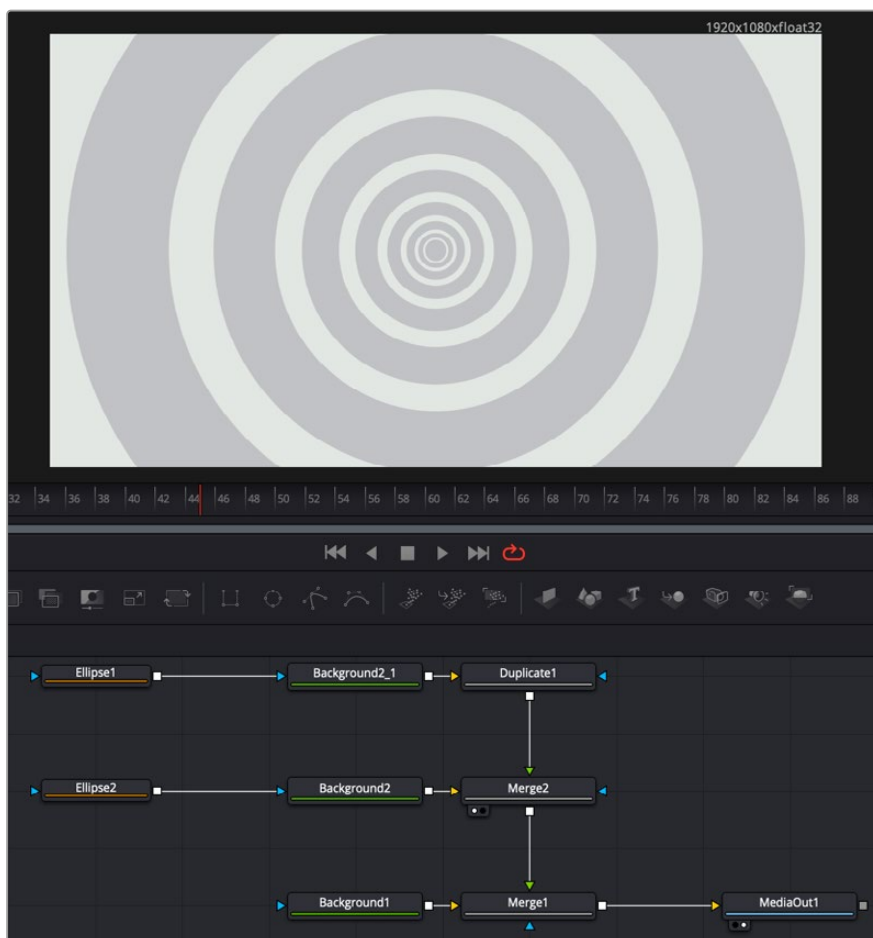 1920x1080xfloat32
32 34 36 38 40 42 44 46 48 50 52 54 56 58 60 62 64 66 68 70 72 74 76 78 80 82 84 86 88
Ellipse1 Background2_1 Duplicate1
Ellipse2 Background2 Merge2
Background1 Merge1 MediaOut1